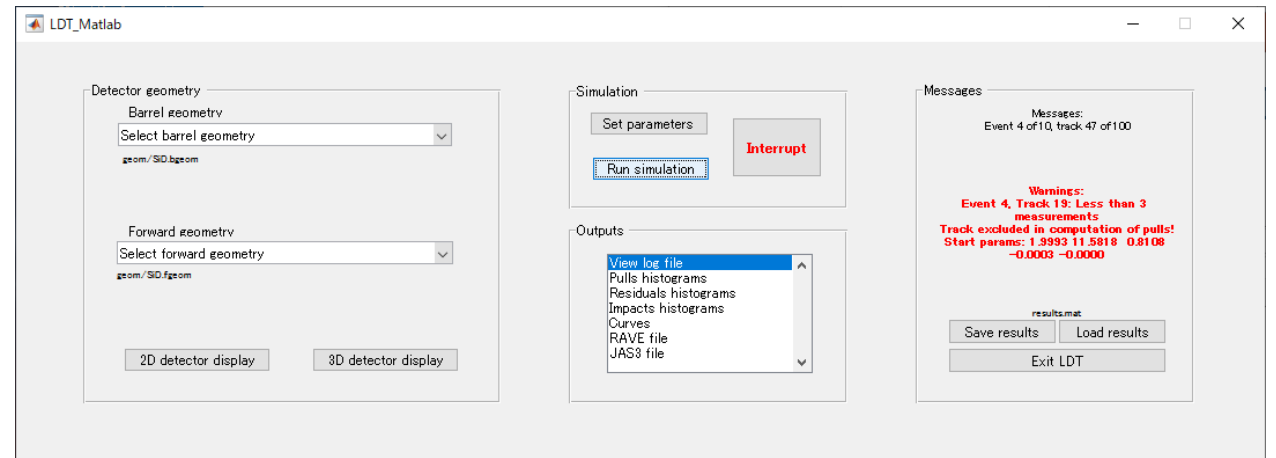 LDT_Matlab
Detector geometry
Barrel geometry
Select barrel geometry
geom/SiD.bgeom
Forward geometry
Select forward geometry
geom/SiD.fgeom
2D detector display
3D detector display
Simulation
Set parameters
Run simulation
Interrupt
Outputs
View log file
Pulls histograms
Residuals histograms
Impacts histograms
Curves
RAVE file
JAS3 file
Messages
Messages:
Event 4 of10, track 47 of100
Warnings:
Event 4, Track 19: Less than 3
measurements
Track excluded in computation of pulls!
Start params: 1.9993 11.5818 0.8108
-0.0003 -0.0000
results.mat
Save results
Load results
Exit LDT